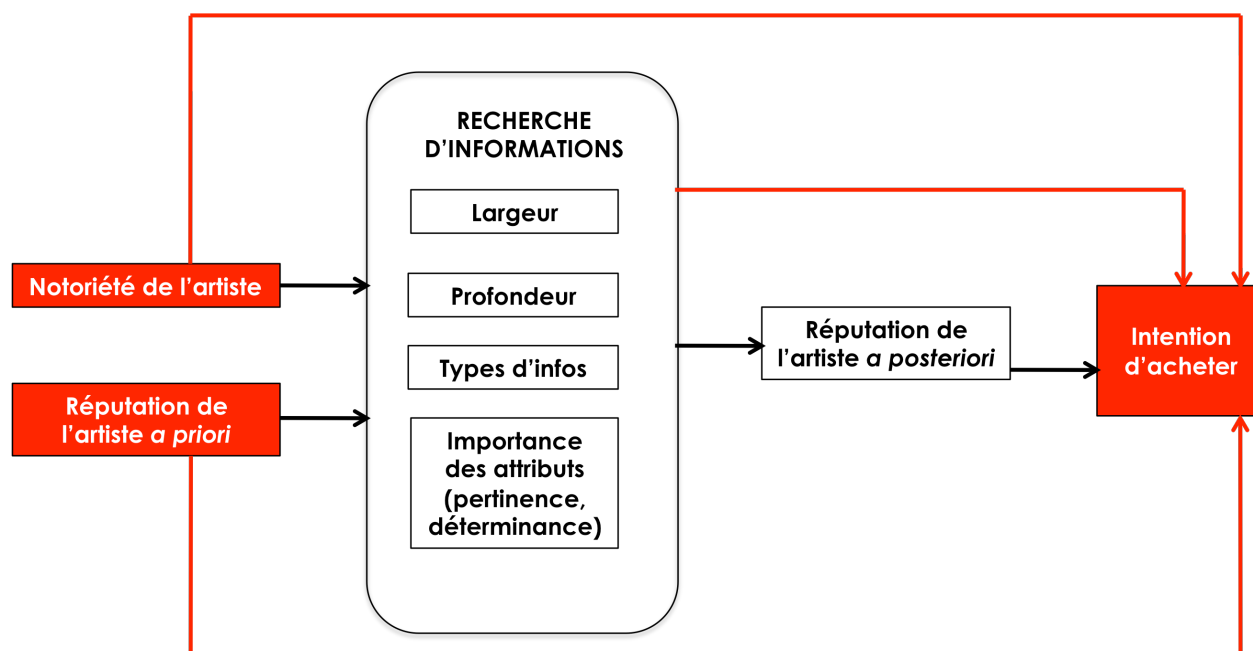 RECHERCHE
D’INFORMATIONS
Largeur
Notoriété de l’artiste
Profondeur
Types d’infos
Réputation de
l’artiste a priori
Importance
des attributs
(pertinence,
déterminance)
Réputation de
l’artiste a posteriori
Intention
d’acheter